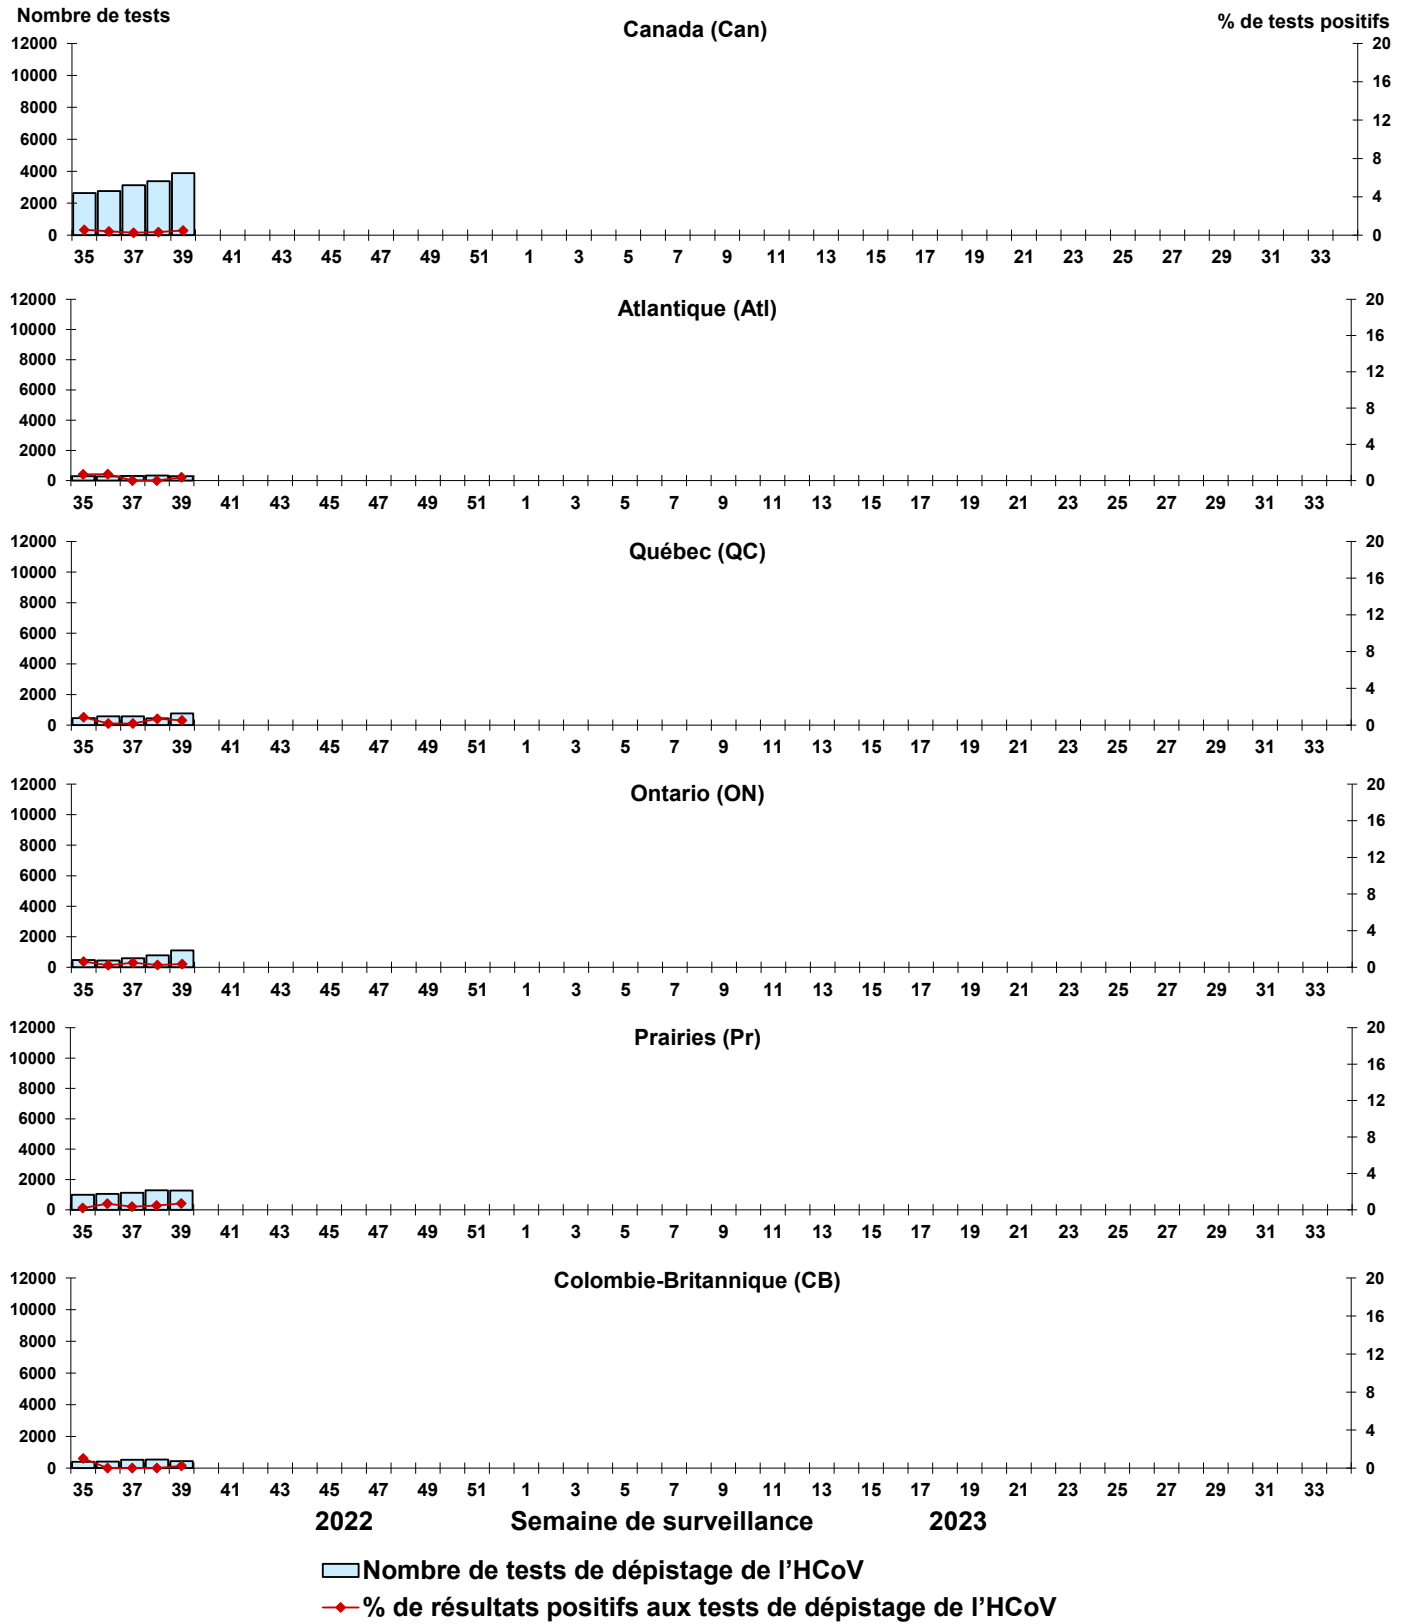 Nombre de tests
Canada (Can)
% de tests positifs
12000 20
10000 16
8000 12
6000 8
4000 4
2000 0
0
35 37 39 41 43 45 47 49 51 1 3 5 7 9 11 13 15 17 19 21 23 25 27 29 31 33
Atlantique (Atl)
12000 20
10000 16
8000 12
6000 8
4000 4
2000 0
0
35 37 39 41 43 45 47 49 51 1 3 5 7 9 11 13 15 17 19 21 23 25 27 29 31 33
Québec (QC)
12000 20
10000 16
8000 12
6000 8
4000 4
2000 0
0
35 37 39 41 43 45 47 49 51 1 3 5 7 9 11 13 15 17 19 21 23 25 27 29 31 33
Ontario (ON)
12000 20
10000 16
8000 12
6000 8
4000 4
2000 0
0
35 37 39 41 43 45 47 49 51 1 3 5 7 9 11 13 15 17 19 21 23 25 27 29 31 33
Prairies (Pr)
12000 20
10000 16
8000 12
6000 8
4000 4
2000 0
0
35 37 39 41 43 45 47 49 51 1 3 5 7 9 11 13 15 17 19 21 23 25 27 29 31 33
Colombie-Britannique (CB)
12000 20
10000 16
8000 12
6000 8
4000 4
2000 0
0
35 37 39 41 43 45 47 49 51 1 3 5 7 9 11 13 15 17 19 21 23 25 27 29 31 33
2022 Semaine de surveillance 2023
Nombre de tests de dépistage de l’HCoV
% de résultats positifs aux tests de dépistage de l’HCoV